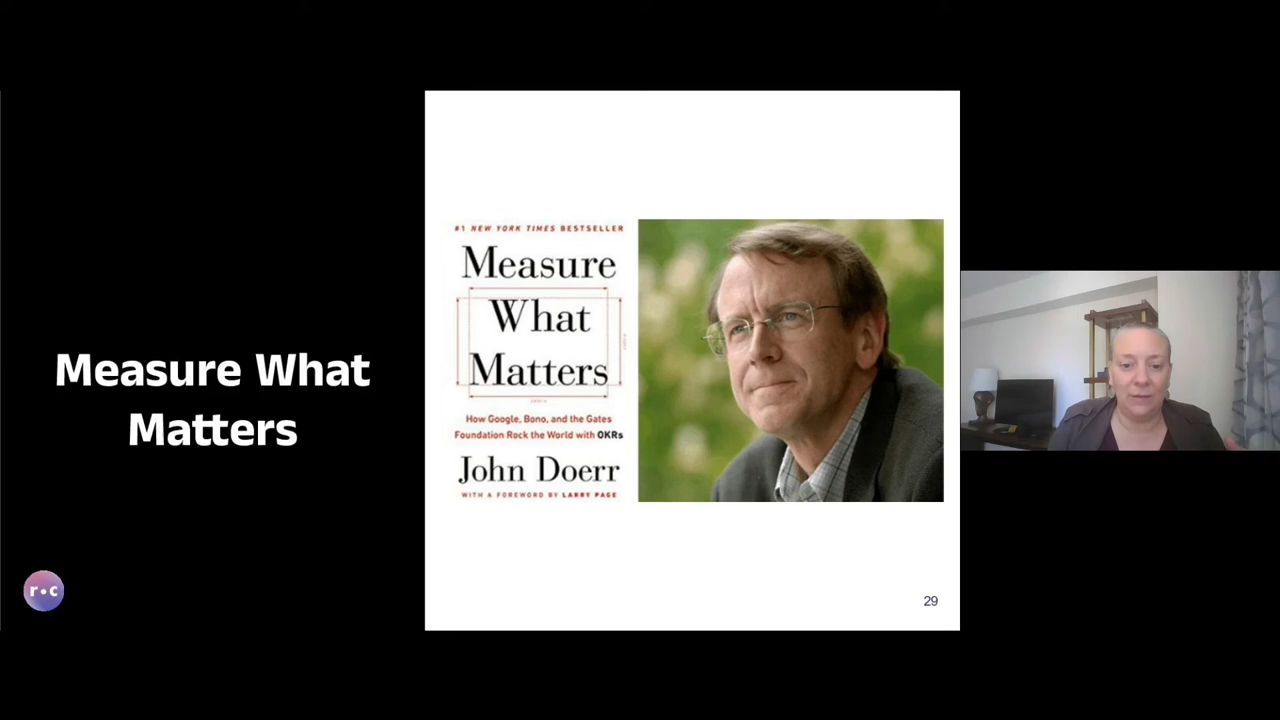 Measure What
Matters
#1 NEW YORK TIMES BESTSELLER
Measure
What
Matters
How Google, Bono, and the Gates
Foundation Rock the World with OKRs
John Doerr
WITH A FOREWORD BY LARRY PAGE
r•c
29